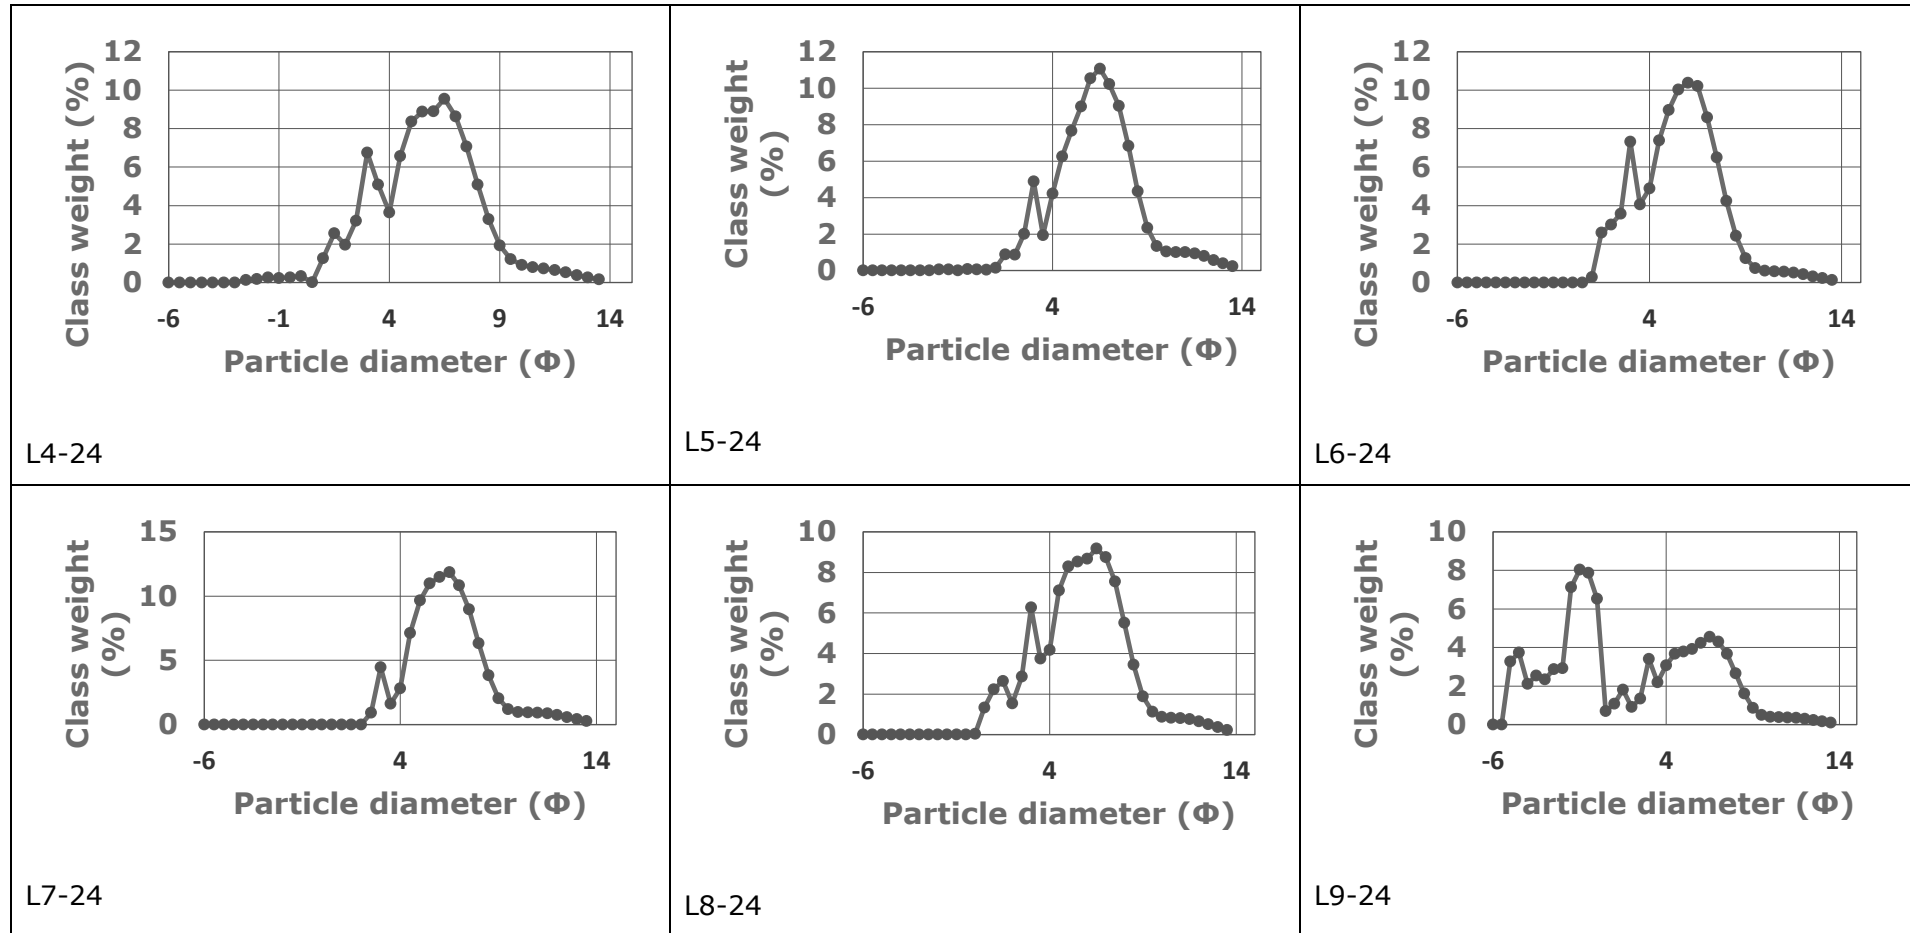 Class weight (%)
12
10
8
6
4
2
0
-6 -1 4 9 14
Particle diameter (Φ)
L4-24
Class weight
(%)
12
10
8
6
4
2
0
-6 4 14
Particle diameter (Φ)
L5-24
Class weight (%)
12
10
8
6
4
2
0
-6 4 14
Particle diameter (Φ)
L6-24
Class weight
(%)
15
10
5
0
-6 4 14
Particle diameter (Φ)
L7-24
Class weight
(%)
10
8
6
4
2
0
-6 4 14
Particle diameter (Φ)
L8-24
Class weight
(%)
10
8
6
4
2
0
-6 4 14
Particle diameter (Φ)
L9-24